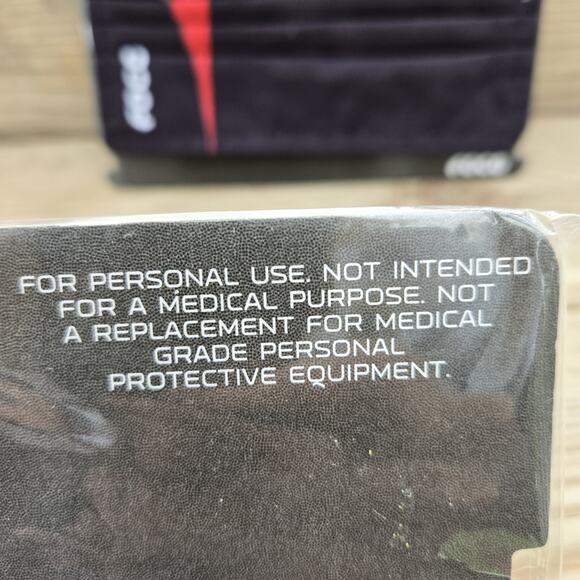 FOR PERSONAL USE. NOT INTENDED
FOR A MEDICAL PURPOSE. NOT
A REPLACEMENT FOR MEDICAL
GRADE PERSONAL
PROTECTIVE EQUIPMENT.